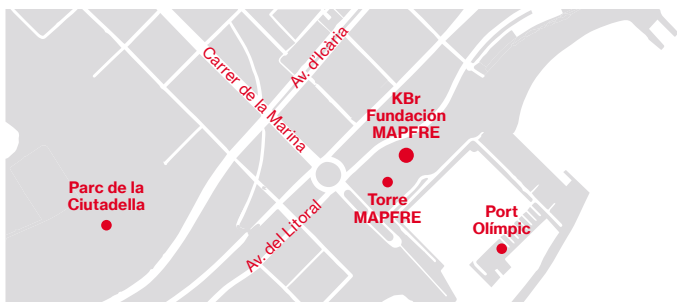 Carrer de la Marina
Av. d'Icària
KBr
Fundación
MAPFRE
Parc de la
Ciutadella
Torre
MAPFRE
Av. del Litoral
Port
Olímpic